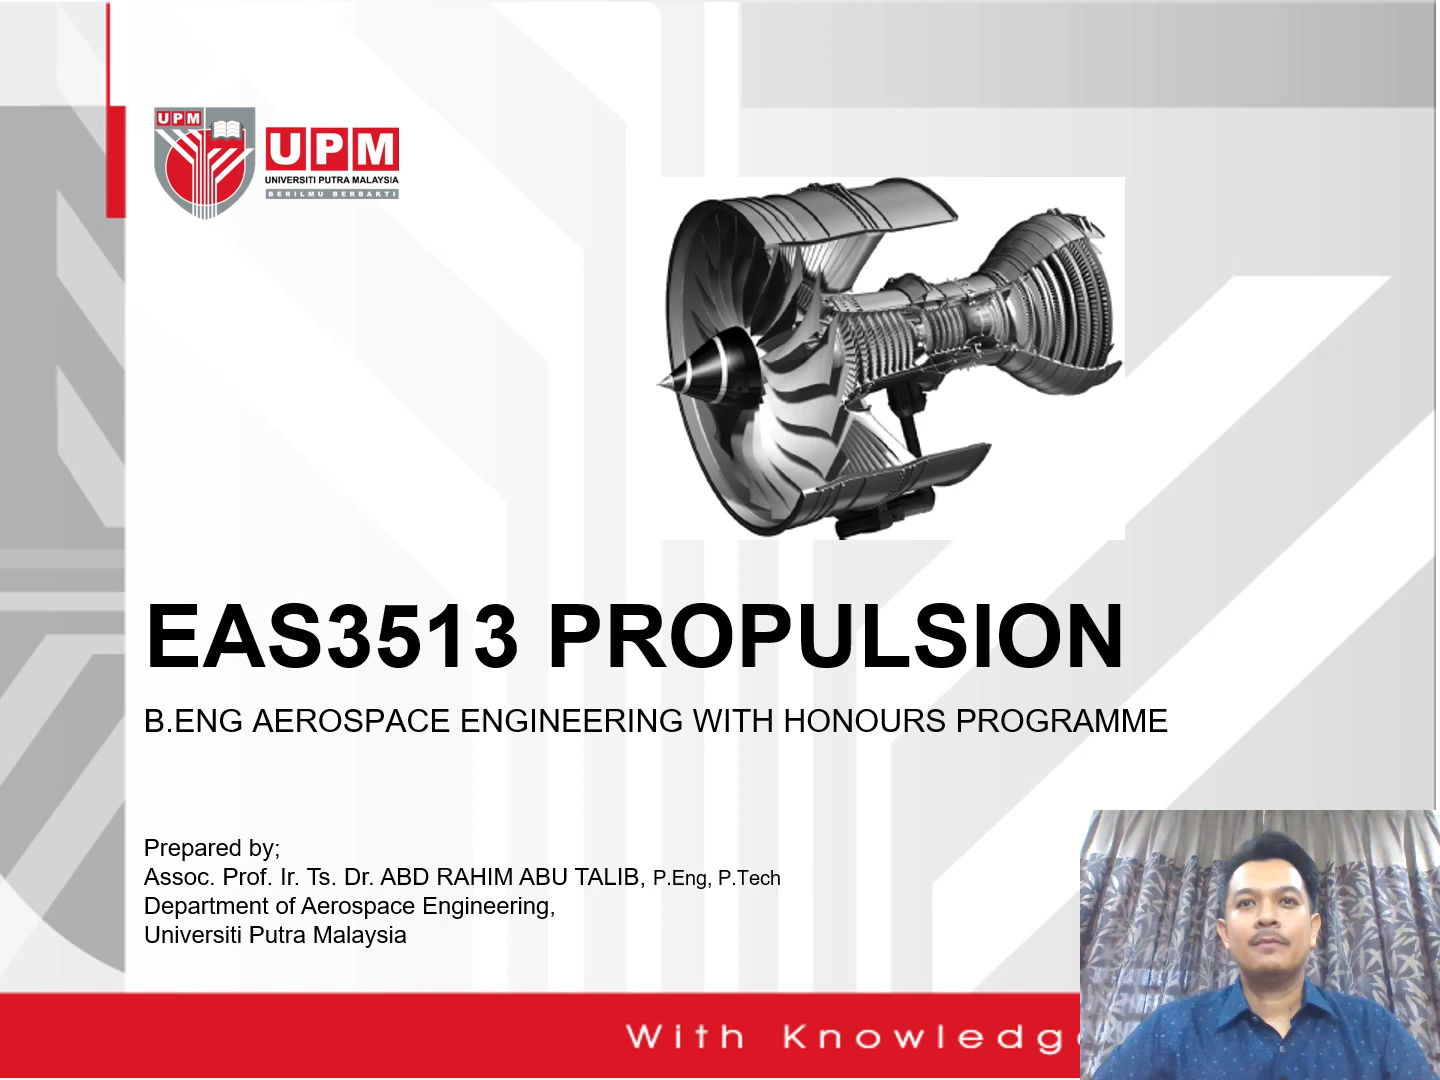 UPM
UPM
UNIVERSITI PUTRA MALAYSIA
BERILMU BERBAKTI
EAS3513 PROPULSION
B.ENG AEROSPACE ENGINEERING WITH HONOURS PROGRAMME
Prepared by;
Assoc. Prof. Ir. Ts. Dr. ABD RAHIM ABU TALIB, P.Eng, P.Tech
Department of Aerospace Engineering,
Universiti Putra Malaysia
With Knowledge